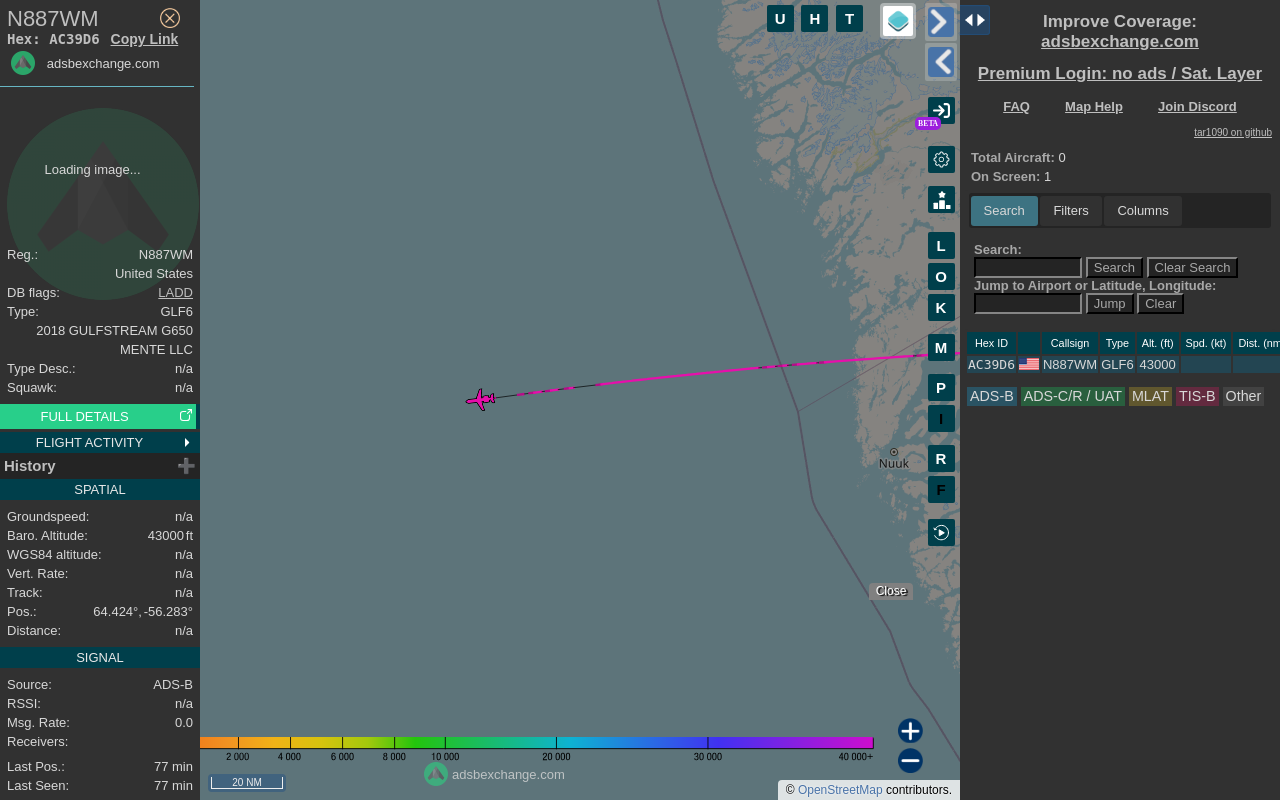 N887WM
Hex: AC39D6 Copy Link
adsbexchange.com
Loading image...
Reg.: N887WM
United States
DB flags: LADD
Type: GLF6
2018 GULFSTREAM G650
MENTE LLC
Type Desc.: n/a
Squawk: n/a
FULL DETAILS
FLIGHT ACTIVITY
History
SPATIAL
Groundspeed: n/a
Baro. Altitude: 43000 ft
WGS84 altitude: n/a
Vert. Rate: n/a
Track: n/a
Pos.: 64.424°, -56.283°
Distance: n/a
SIGNAL
Source: ADS-B
RSSI: n/a
Msg. Rate: 0.0
Receivers:
Last Pos.: 77 min
Last Seen: 77 min
U H T
BETA
L
O
K
M
P
I
R
F
Nuuk
Close
2 000 4 000 6 000 8 000 10 000 20 000 30 000 40 000+
adsbexchange.com
20 NM
© OpenStreetMap contributors.
Improve Coverage:
adsbexchange.com
Premium Login: no ads / Sat. Layer
FAQ Map Help Join Discord
tar1090 on github
Total Aircraft: 0
On Screen: 1
Search Filters Columns
Search:
Search Clear Search
Jump to Airport or Latitude, Longitude:
Jump Clear
Hex ID Callsign Type Alt. (ft) Spd. (kt) Dist. (nm
AC39D6 N887WM GLF6 43000
ADS-B ADS-C/R / UAT MLAT TIS-B Other